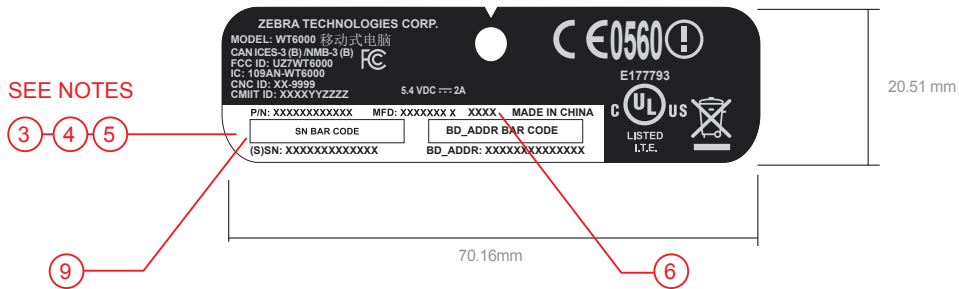 ZEBRA TECHNOLOGIES CORP.
MODEL: WT6000 移动式电脑
CAN ICES-3 (B) /NMB-3 (B)
FCC ID: UZ7WT6000
IC: 109AN-WT6000
CNC ID: XX-9999
CMIIT ID: XXXXYYZZZZ
FC
5.4 VDC ⎓ 2A
CE0560!
E177793
C UL US
LISTED
I.T.E.
P/N: XXXXXXXXXXXX MFD: XXXXXXX X XXXX MADE IN CHINA
SN BAR CODE
BD_ADDR BAR CODE
(S)SN: XXXXXXXXXXXXX
BD_ADDR: XXXXXXXXXXXXXX
SEE NOTES
3 4 5
9
6
20.51 mm
70.16mm